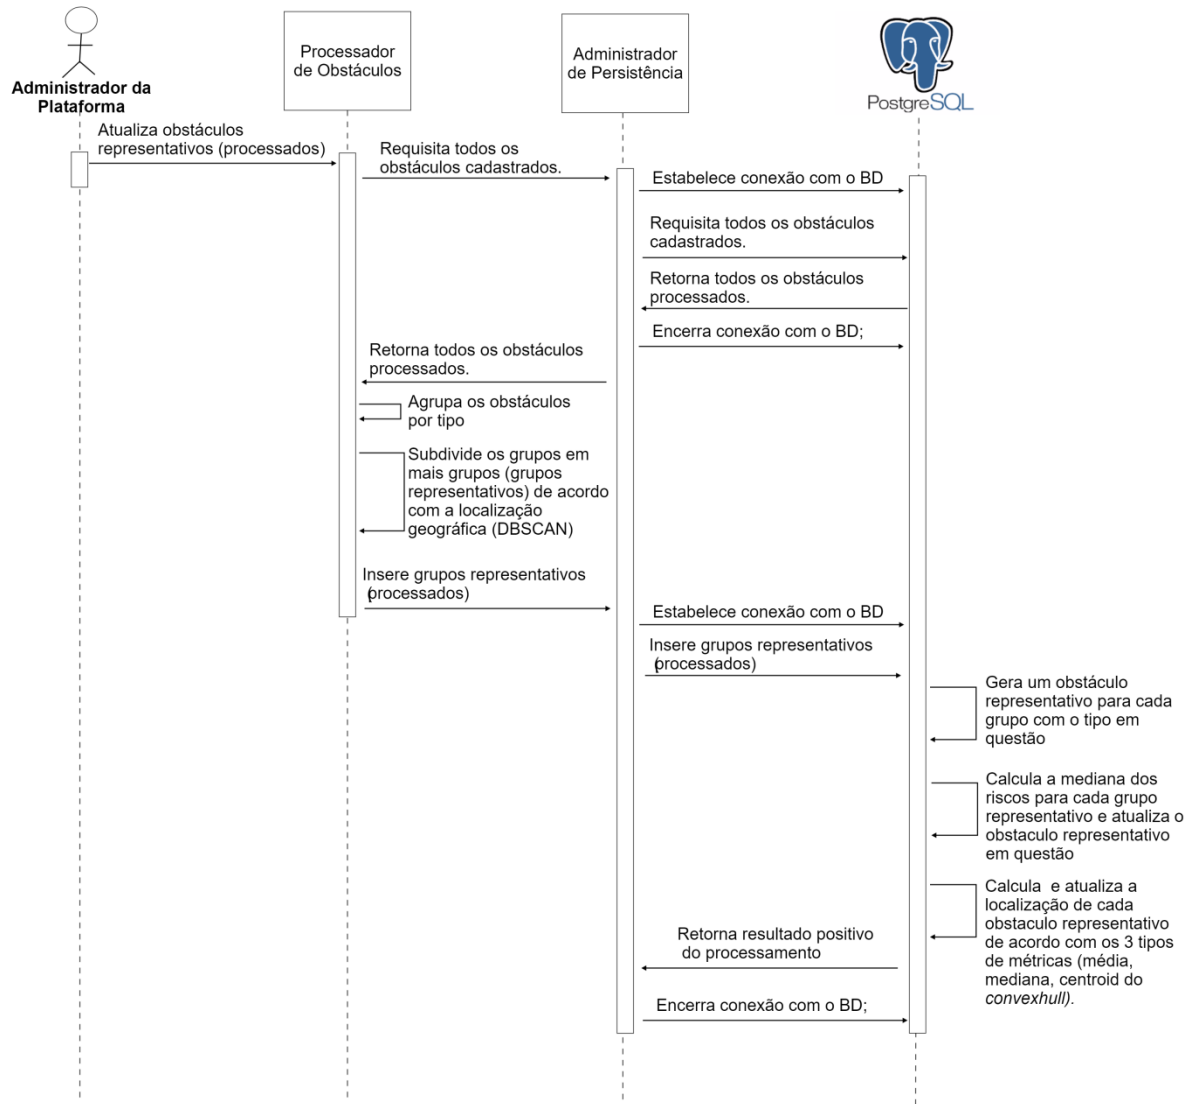 Administrador da
Plataforma
Processador
de Obstáculos
Administrador
de Persistência
PostgreSQL
Atualiza obstáculos
representativos (processados)
Requisita todos os
obstáculos cadastrados.
Estabelece conexão com o BD
Requisita todos os obstáculos
cadastrados.
Retorna todos os obstáculos
processados.
Encerra conexão com o BD;
Retorna todos os obstáculos
processados.
Agrupa os obstáculos
por tipo
Subdivide os grupos em
mais grupos (grupos
representativos) de acordo
com a localização
geográfica (DBSCAN)
Insere grupos representativos
(processados)
Estabelece conexão com o BD
Insere grupos representativos
(processados)
Gera um obstáculo
representativo para cada
grupo com o tipo em
questão
Calcula a mediana dos
riscos para cada grupo
representativo e atualiza o
obstaculo representativo
em questão
Calcula e atualiza a
localização de cada
obstaculo representativo
de acordo com os 3 tipos
de métricas (média,
mediana, centroid do
convexhull).
Retorna resultado positivo
do processamento
Encerra conexão com o BD;